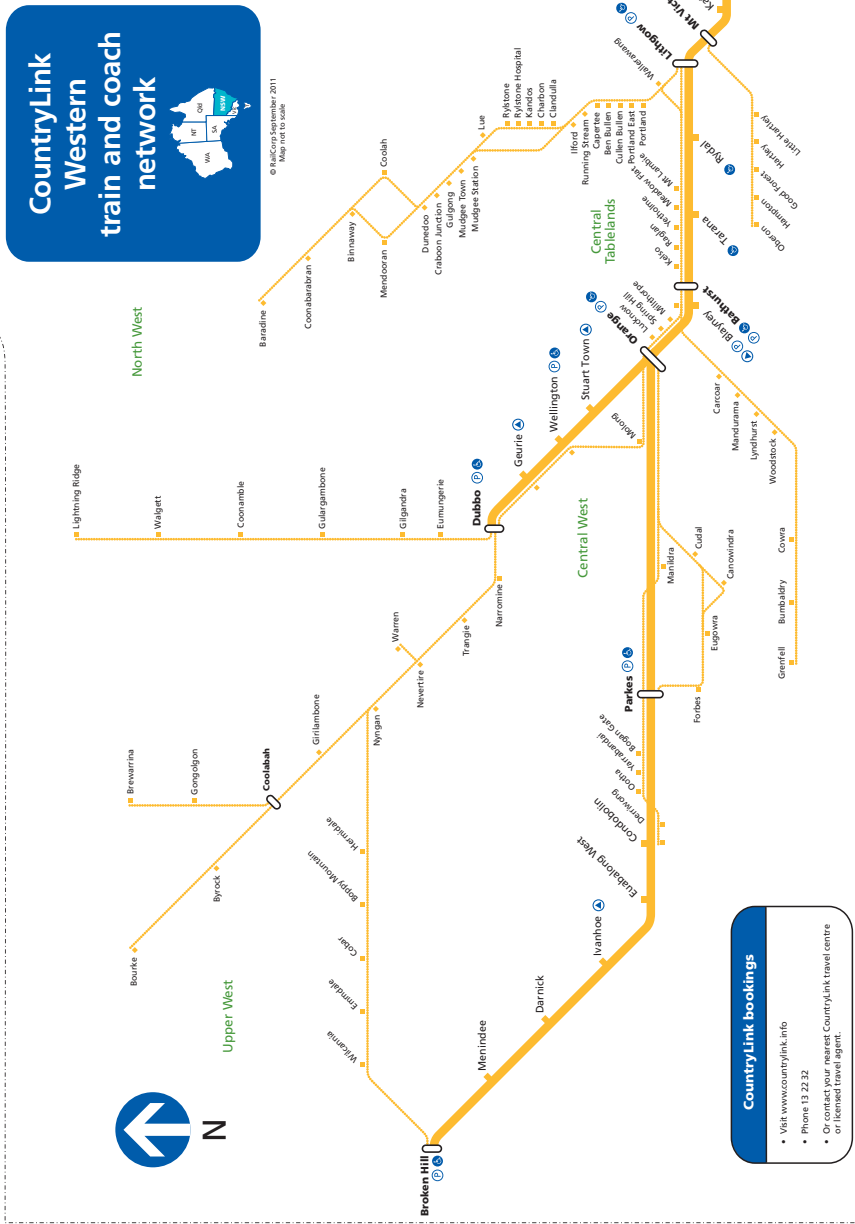 CountryLink
Western
train and coach
network
WA
NT
SA
Qld
NSW
© RailCorp September 2011
Map not to scale
North West
Baradine
Coonabarabran
Binnaway
Mendooran
Coolah
Dunedoo
Craboon Junction
Gulgong
Mudgee Town
Mudgee Station
Lue
Rylstone
Rylstone Hospital
Kandos
Charbon
Clandulla
Ilford
Running Stream
Capertee
Ben Bullen
Cullen Bullen
Portland East
Portland
Wallerawang
Lithgow
Mt Vict
Ka
Central
Tablelands
Mt Lambie
Meadow Flat
Yetholme
Raglan
Kelso
Rydal
Tarana
Little Hartley
Hartley
Good Forest
Hampton
Oberon
Bathurst
Blayney
Millthorpe
Spring Hill
Lucknow
Orange
Stuart Town
Wellington
Geurie
Dubbo
Molong
Central West
Lightning Ridge
Walgett
Coonamble
Gulargambone
Gilgandra
Eumungerie
Narromine
Trangie
Warren
Nevertire
Nyngan
Girilambone
Coolabah
Gongolgon
Brewarrina
Byrock
Bourke
Upper West
Hermidale
Boppy Mountain
Cobar
Emmdale
Wilcannia
Carcoar
Mandurama
Lyndhurst
Woodstock
Cowra
Bumbaldry
Grenfell
Manildra
Cudal
Canowindra
Eugowra
Forbes
Parkes
P
Bogan Gate
Yarrabandai
Ootha
Derriwong
Condobolin
Euabalong West
Ivanhoe
Darnick
Menindee
Broken Hill
P
N
CountryLink bookings
• Visit www.countrylink.info
• Phone 13 22 32
• Or contact your nearest CountryLink travel centre
or licensed travel agent.